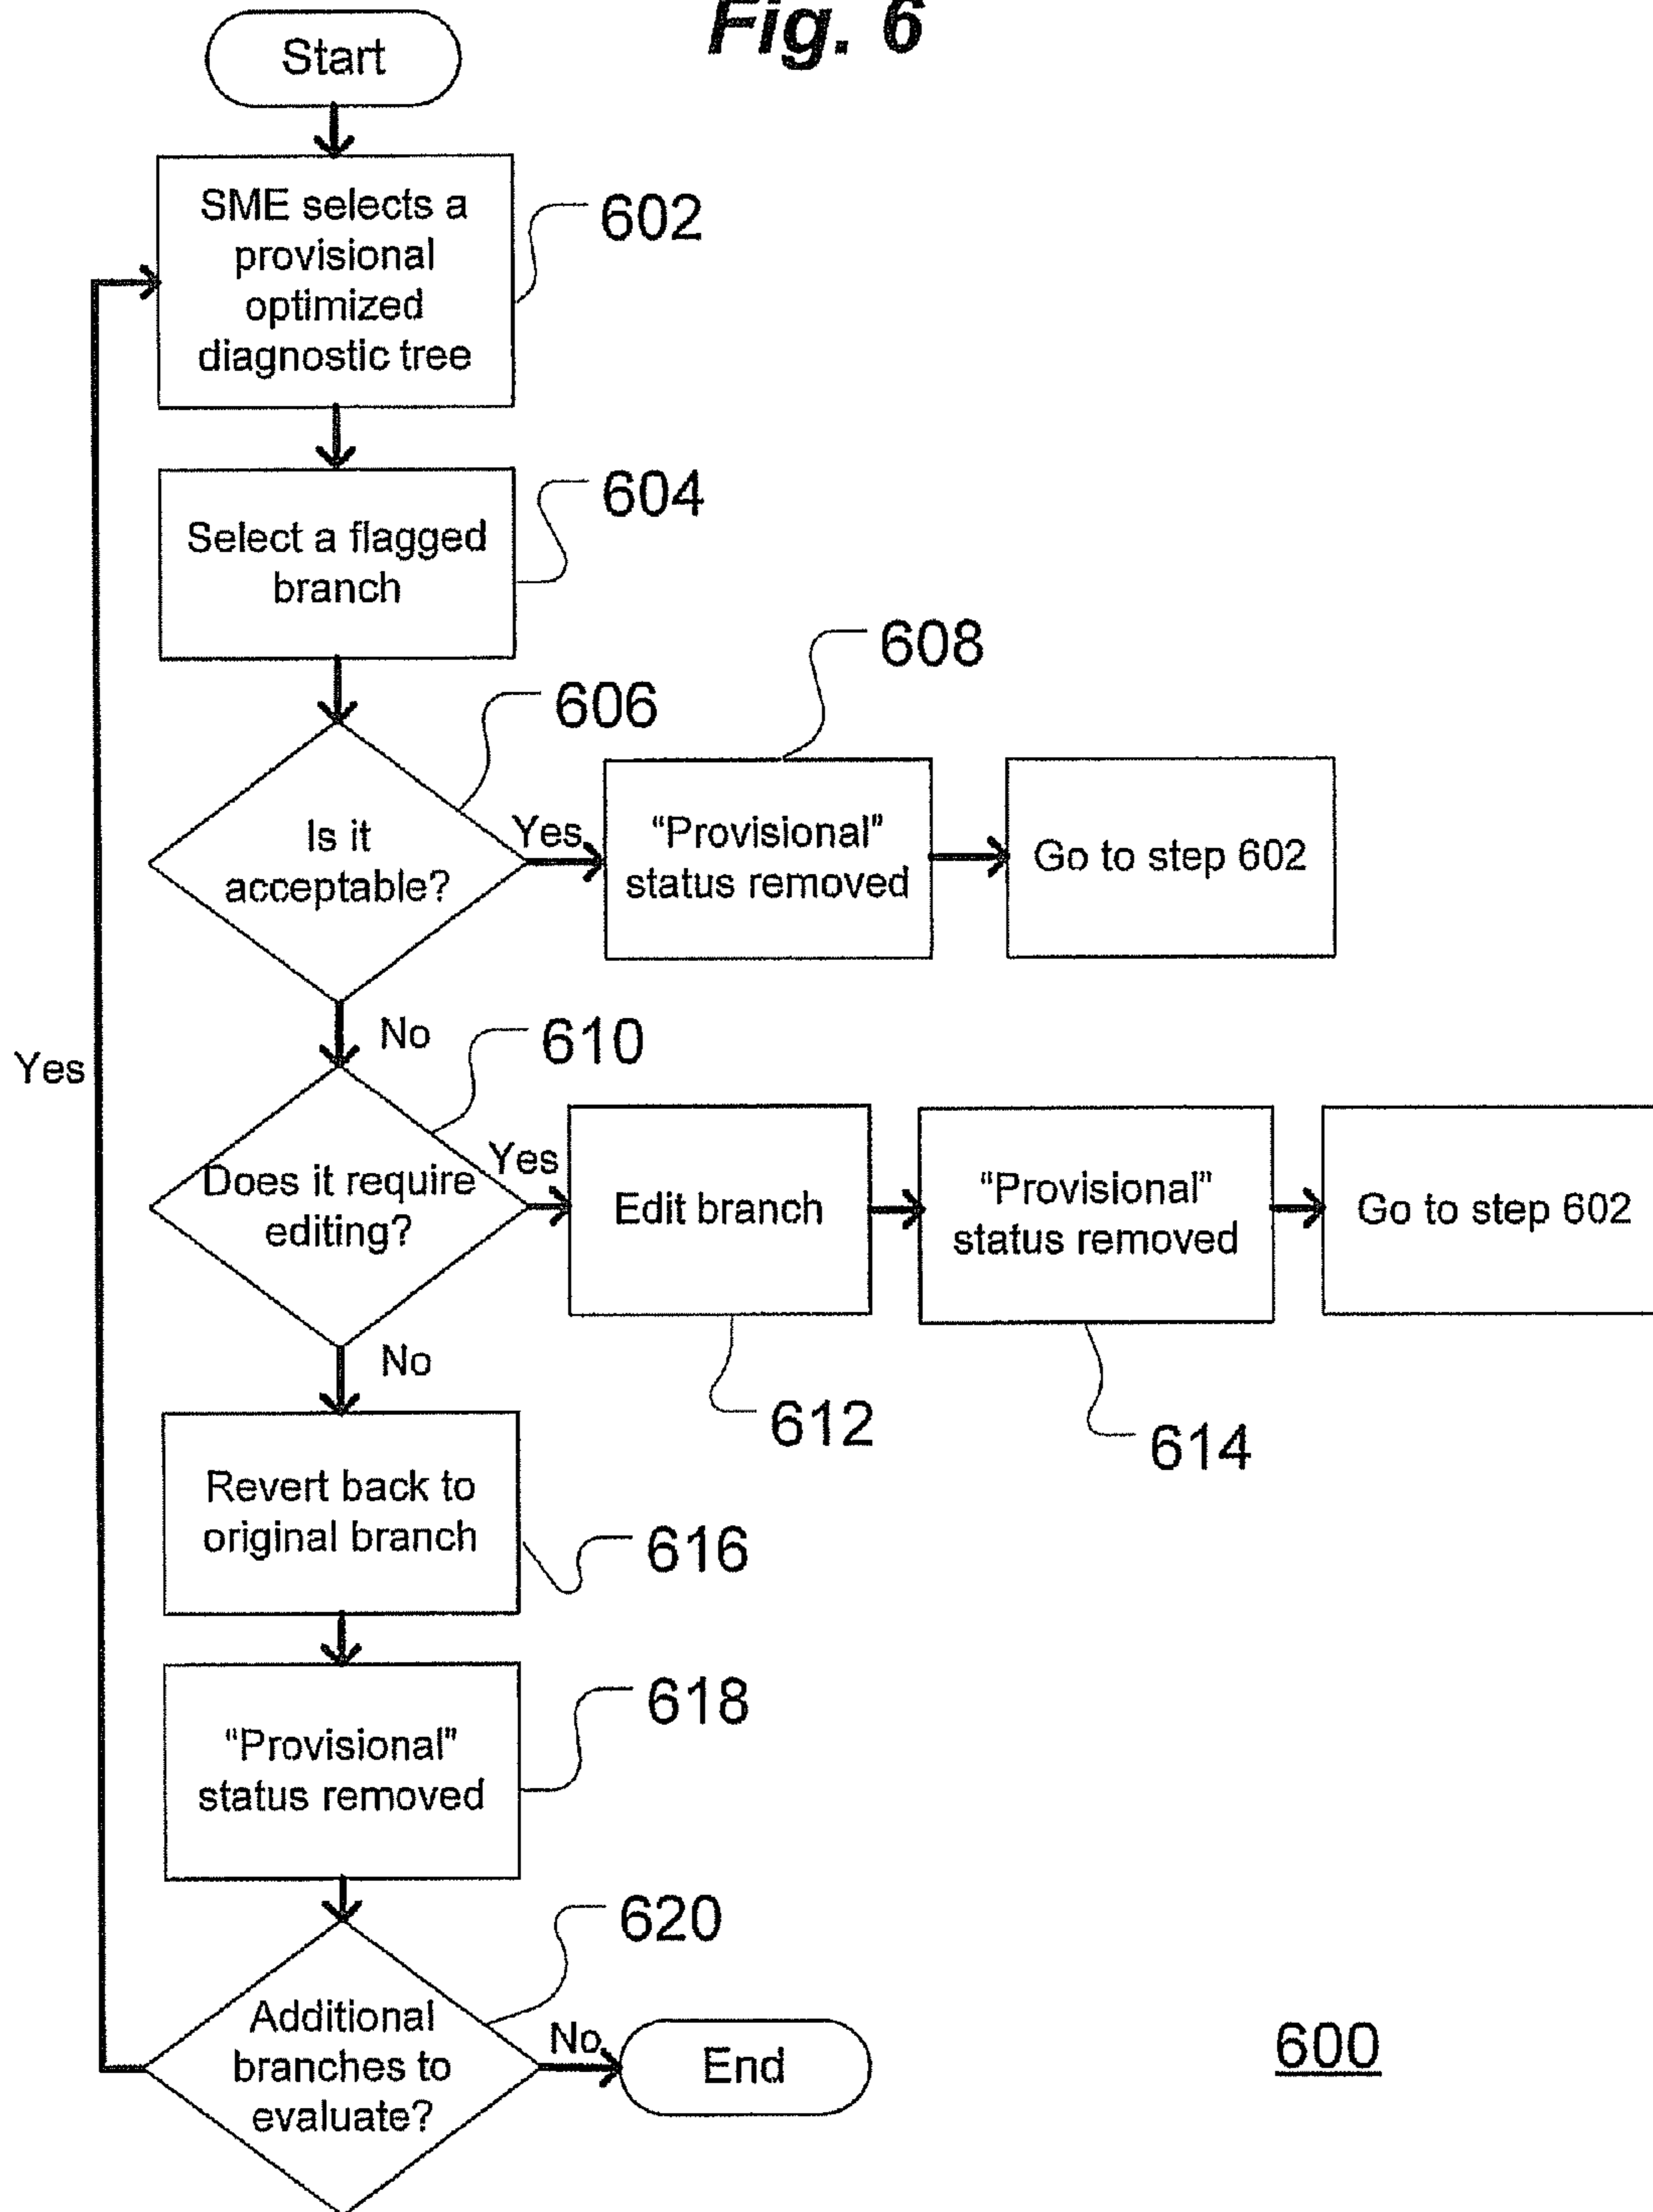 Fig. 6
Start
SME selects a
provisional
optimized
diagnostic tree
602
Select a flagged
branch
604
606
608
Is it
acceptable?
Yes
“Provisional”
status removed
Go to step 602
No
610
Yes
Does it require
editing?
Yes
Edit branch
“Provisional”
status removed
Go to step 602
612
614
No
Revert back to
original branch
616
“Provisional”
status removed
618
620
Additional
branches to
evaluate?
No
End
600